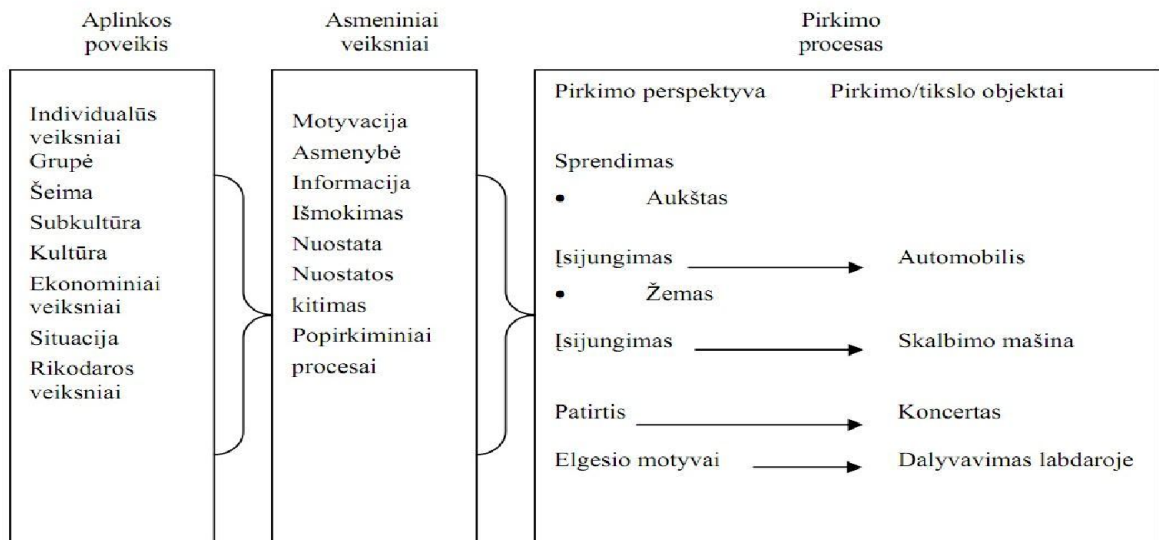 Aplinkos
poveikis
Asmeniniai
veiksniai
Pirkimo
procesas
Individualūs
veiksniai
Grupė
Šeima
Subkultūra
Kultūra
Ekonominiai
veiksniai
Situacija
Rikodaros
veiksniai
Motyvacija
Asmenybė
Informacija
Išmokimas
Nuostata
Nuostatos
kitimas
Popirkiminiai
procesai
Pirkimo perspektyva Pirkimo/tikslo objektai
Sprendimas
• Aukštas
Įsijungimas Automobilis
• Žemas
Įsijungimas Skalbimo mašina
Patirtis Koncertas
Elgesio motyvai Dalyvavimas labdaroje